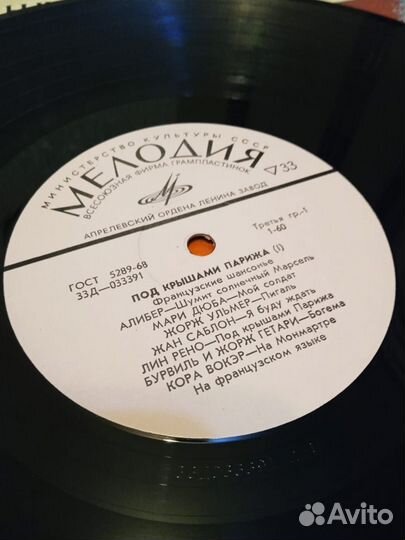 МИНИСТЕРСТВО КУЛЬТУРЫ СССР
МЕЛОДИЯ
ВСЕСОЮЗНАЯ ФИРМА ГРАМПЛАСТИНОК
33
АПРЕЛЕВСКИЙ ОРДЕНА ЛЕНИНА ЗАВОД
ГОСТ 5289-68
33Д—033391
Третья гр.-1
1-60
ПОД КРЫШАМИ ПАРИЖА (I)
Французские шансонье
АЛИБЕР—Шумит солнечный Марсель
МАРИ ДЮБА—Мой солдат
ЖОРЖ УЛЬМЕР—Пигаль
ЖАН САБЛОН—Я буду ждать
ЛИН РЕНО—Под крышами Парижа
БУРВИЛЬ И ЖОРЖ ГЕТАРИ—Богема
КОРА ВОКЭР—На Монмартре
На французском языке
Avito